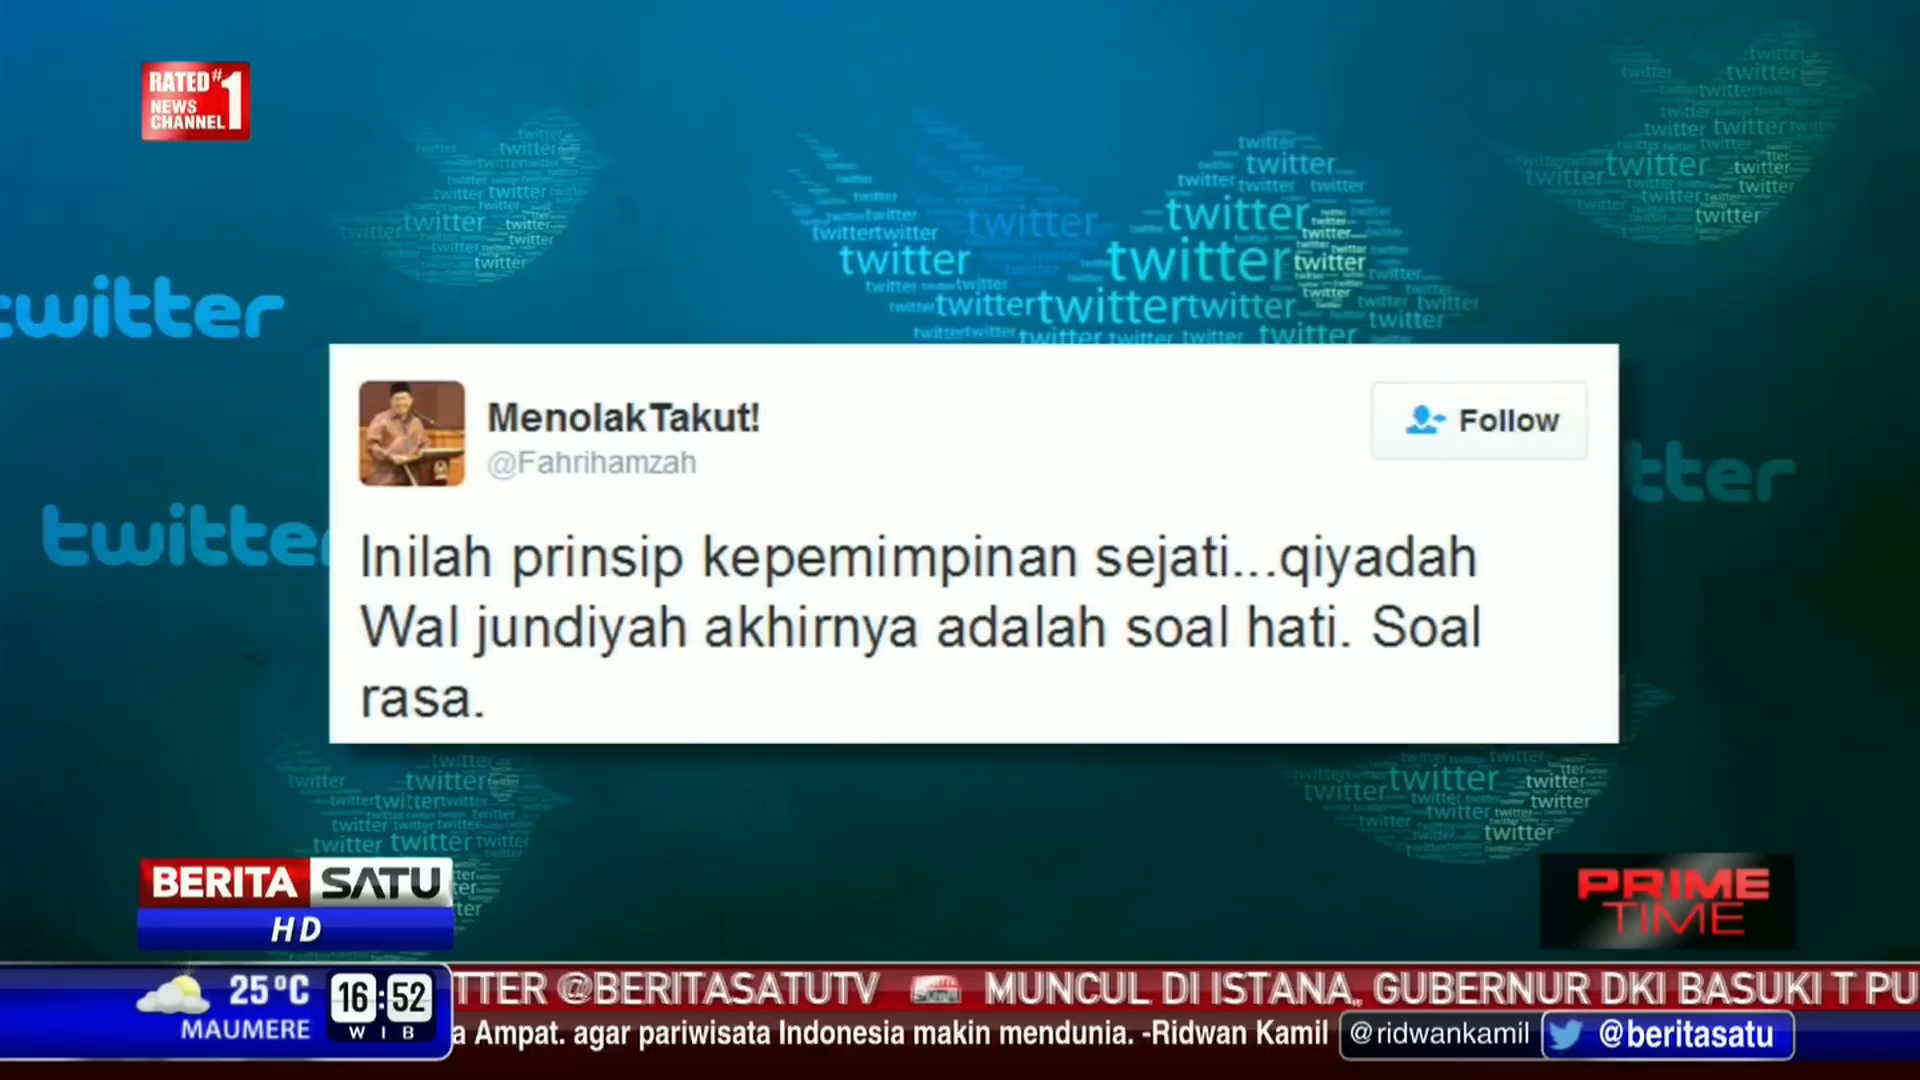 RATED #1
NEWS
CHANNEL
twitter
twitter
MenolakTakut!
@Fahrihamzah
Follow
Inilah prinsip kepemimpinan sejati...qiyadah
Wal jundiyah akhirnya adalah soal hati. Soal
rasa.
BERITA SATU
HD
PRIME
TIME
25°C
MAUMERE
16:52
WIB
TTER @BERITASATUTV MUNCUL DI ISTANA, GUBERNUR DKI BASUKI T PU
a Ampat. agar pariwisata Indonesia makin mendunia. -Ridwan Kamil @ridwankamil @beritasatu